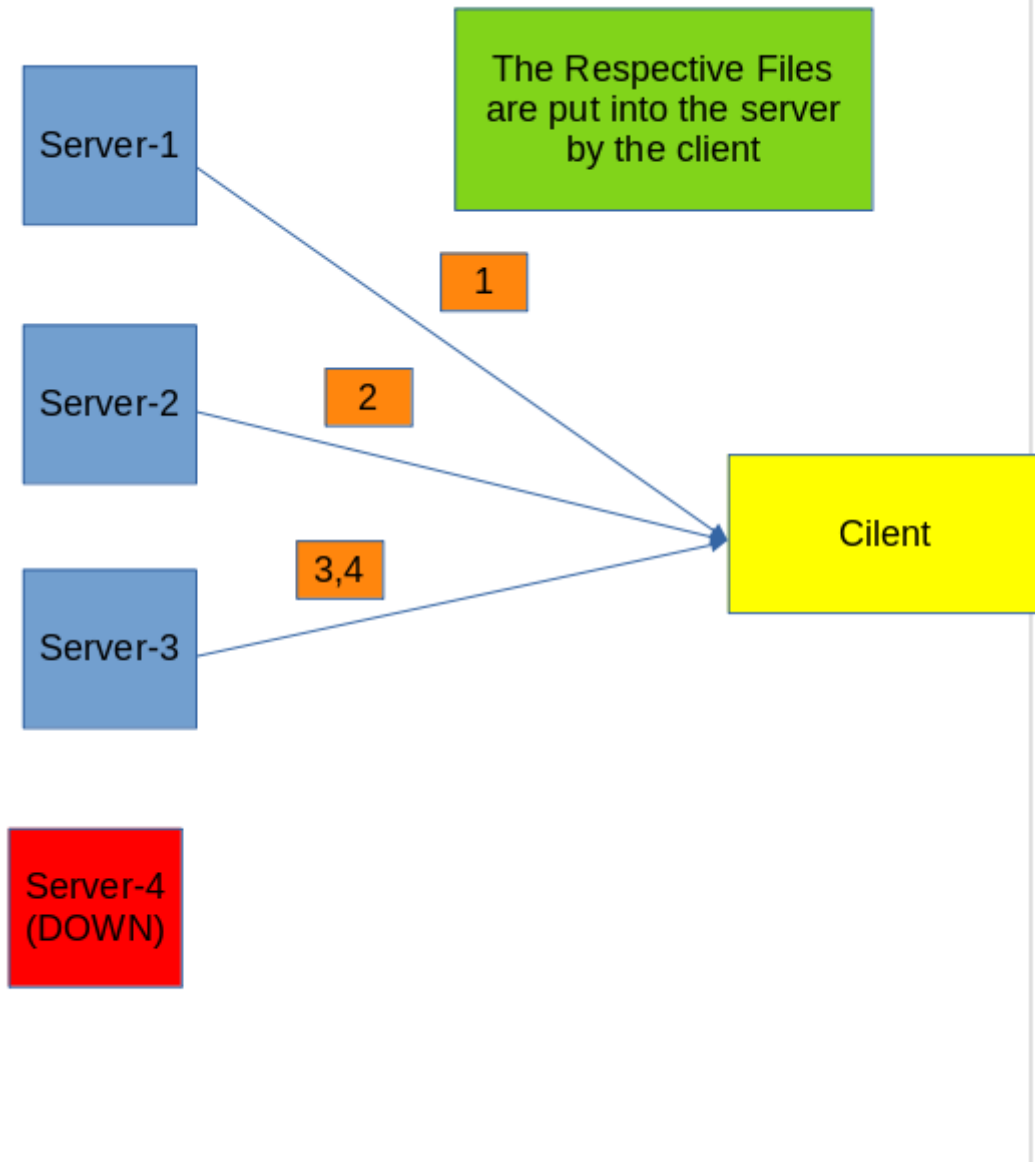 Server-1
The Respective Files
are put into the server
by the client
1
Server-2
2
Cilent
3,4
Server-3
Server-4
(DOWN)